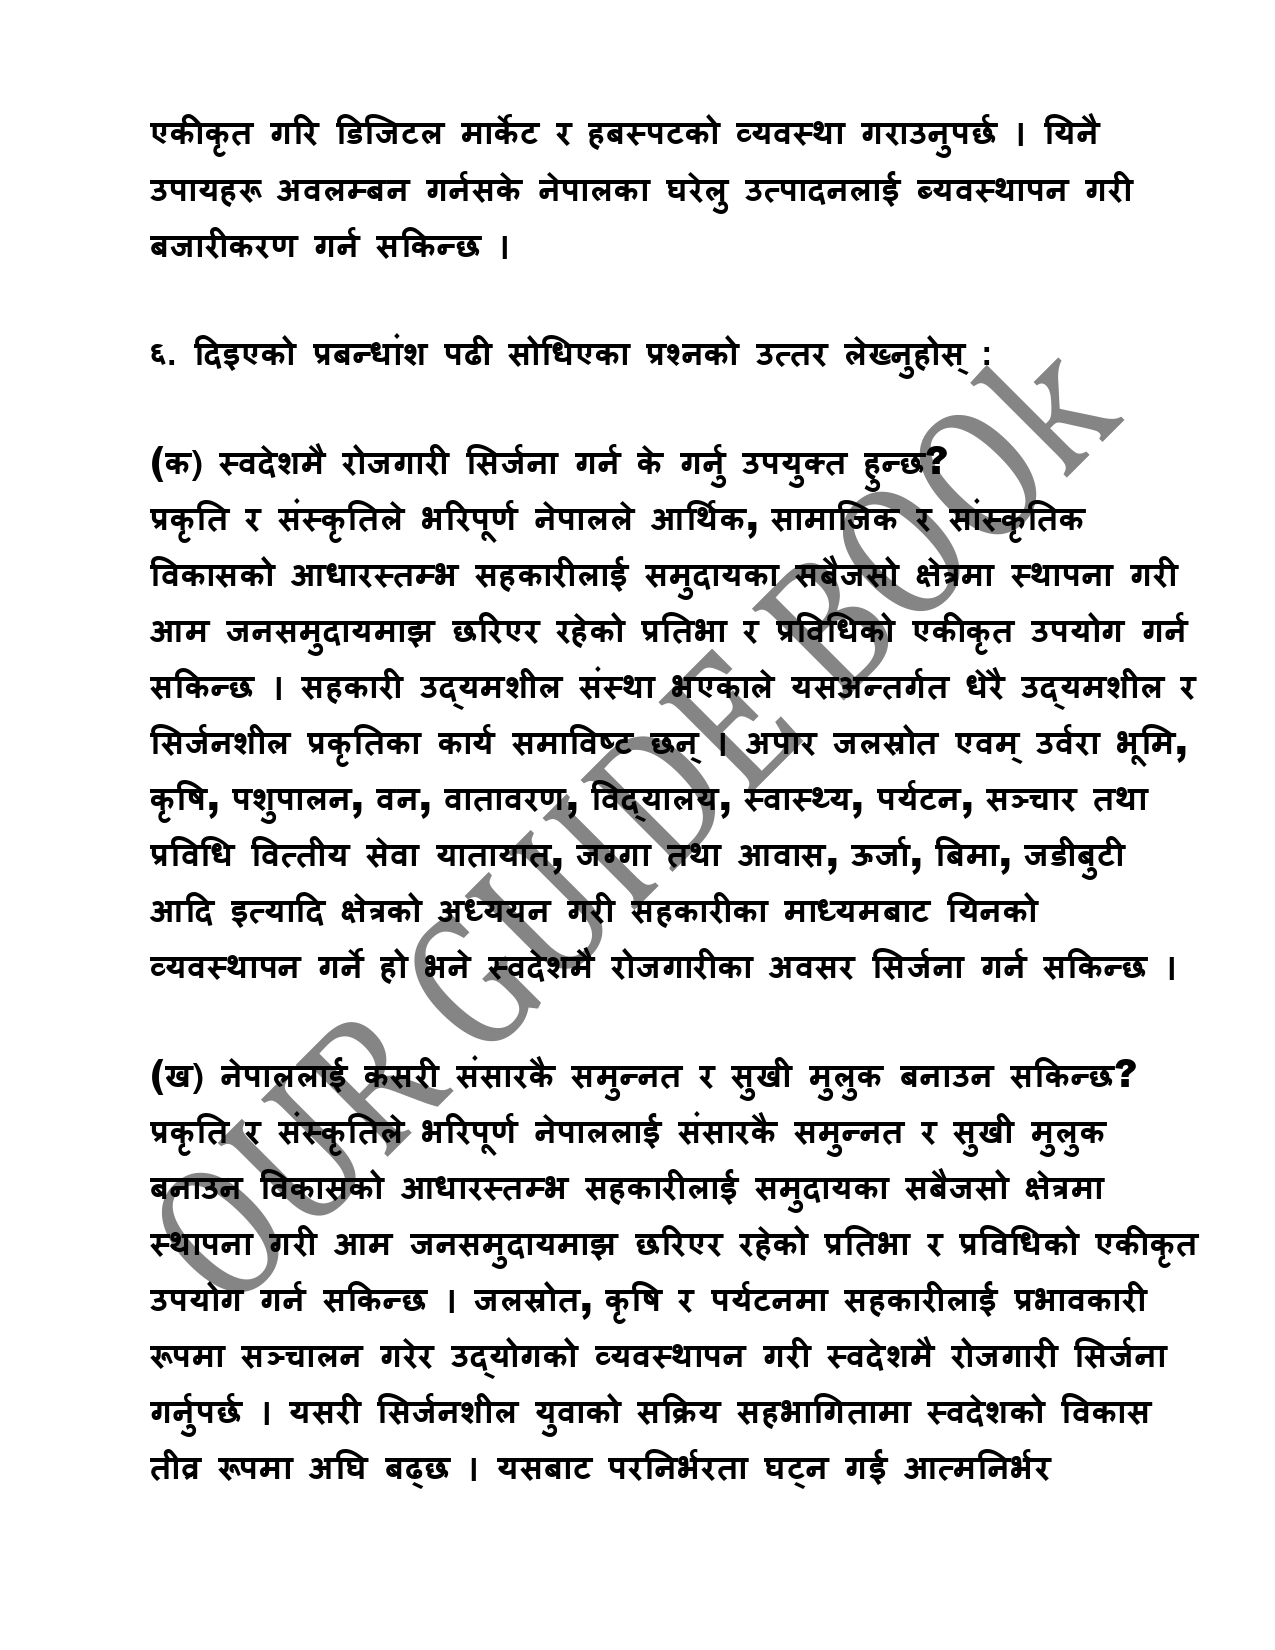 एकीकृत गरि डिजिटल मार्केट र हबस्पटको व्यवस्था गराउनुपर्छ । यिनै
उपायहरू अवलम्बन गर्नसके नेपालका घरेलु उत्पादनलाई ब्यवस्थापन गरी
बजारीकरण गर्न सकिन्छ ।
६. दिइएको प्रबन्धांश पढी सोधिएका प्रश्नको उत्तर लेख्नुहोस् :
(क) स्वदेशमै रोजगारी सिर्जना गर्न के गर्नु उपयुक्त हुन्छ?
प्रकृति र संस्कृतिले भरिपूर्ण नेपालले आर्थिक, सामाजिक र सांस्कृतिक
विकासको आधारस्तम्भ सहकारीलाई समुदायका सबैजसो क्षेत्रमा स्थापना गरी
आम जनसमुदायमाझ छरिएर रहेको प्रतिभा र प्रविधिको एकीकृत उपयोग गर्न
सकिन्छ । सहकारी उद्यमशील संस्था भएकाले यसअन्तर्गत धेरै उद्यमशील र
सिर्जनशील प्रकृतिका कार्य समाविष्ट छन् । अपार जलस्रोत एवम् उर्वरा भूमि,
कृषि, पशुपालन, वन, वातावरण, विद्यालय, स्वास्थ्य, पर्यटन, सञ्चार तथा
प्रविधि वित्तीय सेवा यातायात, जग्गा तथा आवास, ऊर्जा, बिमा, जडीबुटी
आदि इत्यादि क्षेत्रको अध्ययन गरी सहकारीका माध्यमबाट यिनको
व्यवस्थापन गर्ने हो भने स्वदेशमै रोजगारीका अवसर सिर्जना गर्न सकिन्छ ।
(ख) नेपाललाई कसरी संसारकै समुन्नत र सुखी मुलुक बनाउन सकिन्छ?
प्रकृति र संस्कृतिले भरिपूर्ण नेपाललाई संसारकै समुन्नत र सुखी मुलुक
बनाउन विकासको आधारस्तम्भ सहकारीलाई समुदायका सबैजसो क्षेत्रमा
स्थापना गरी आम जनसमुदायमाझ छरिएर रहेको प्रतिभा र प्रविधिको एकीकृत
उपयोग गर्न सकिन्छ । जलस्रोत, कृषि र पर्यटनमा सहकारीलाई प्रभावकारी
रूपमा सञ्चालन गरेर उद्योगको व्यवस्थापन गरी स्वदेशमै रोजगारी सिर्जना
गर्नुपर्छ । यसरी सिर्जनशील युवाको सक्रिय सहभागितामा स्वदेशको विकास
तीव्र रूपमा अघि बढ्छ । यसबाट परनिर्भरता घट्न गई आत्मनिर्भर
OUR GUIDE BOOk